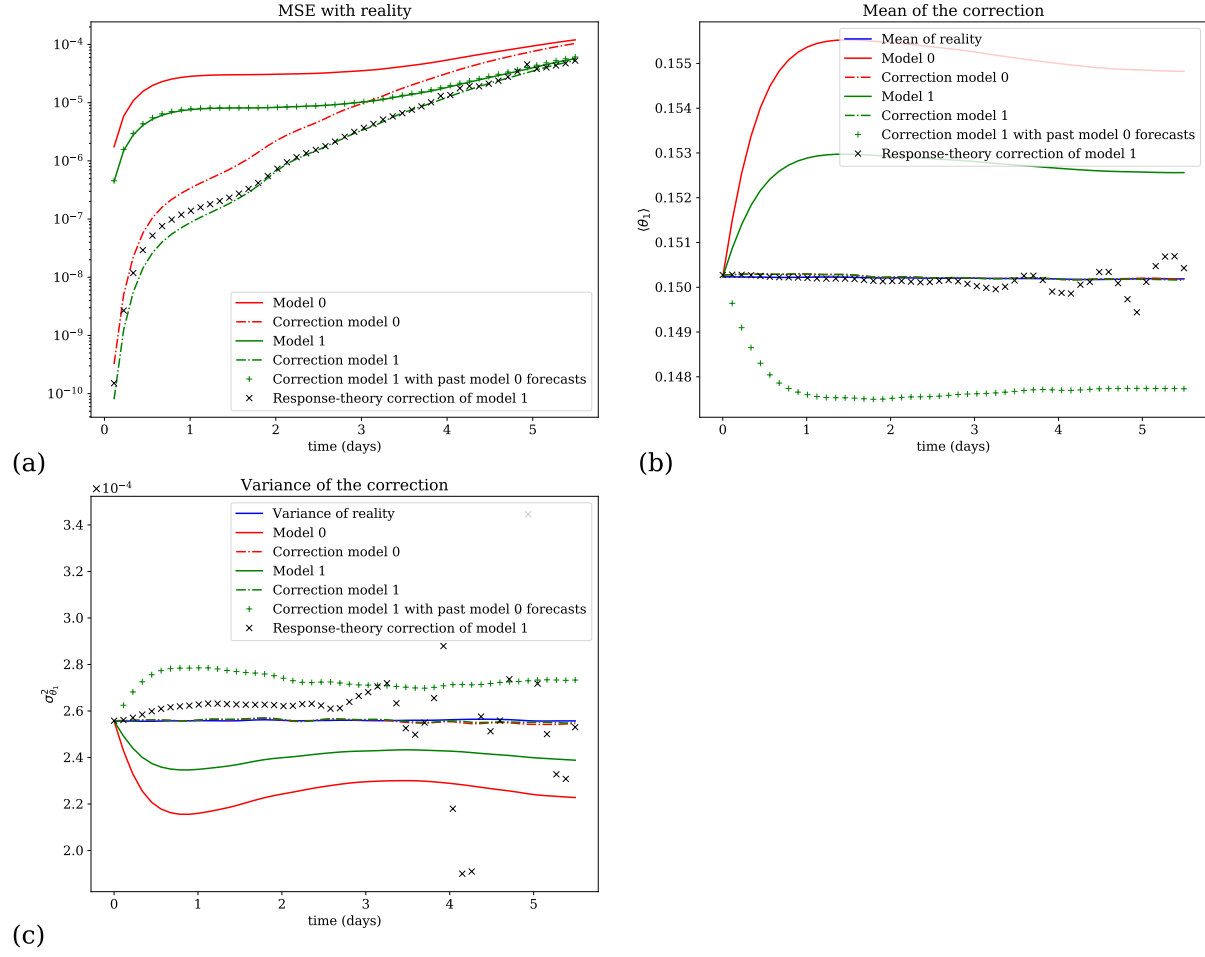 MSE with reality
10⁻⁴
10⁻⁵
10⁻⁶
10⁻⁷
10⁻⁸
10⁻⁹
10⁻¹⁰
Model 0
Correction model 0
Model 1
Correction model 1
Correction model 1 with past model 0 forecasts
Response-theory correction of model 1
0 1 2 3 4 5
time (days)
(a)
Mean of the correction
⟨θ₁⟩
0.155
0.154
0.153
0.152
0.151
0.150
0.149
0.148
Mean of reality
Model 0
Correction model 0
Model 1
Correction model 1
Correction model 1 with past model 0 forecasts
Response-theory correction of model 1
0 1 2 3 4 5
time (days)
(b)
Variance of the correction
×10⁻⁴
σ²θ₁
3.4
3.2
3.0
2.8
2.6
2.4
2.2
2.0
Variance of reality
Model 0
Correction model 0
Model 1
Correction model 1
Correction model 1 with past model 0 forecasts
Response-theory correction of model 1
0 1 2 3 4 5
time (days)
(c)